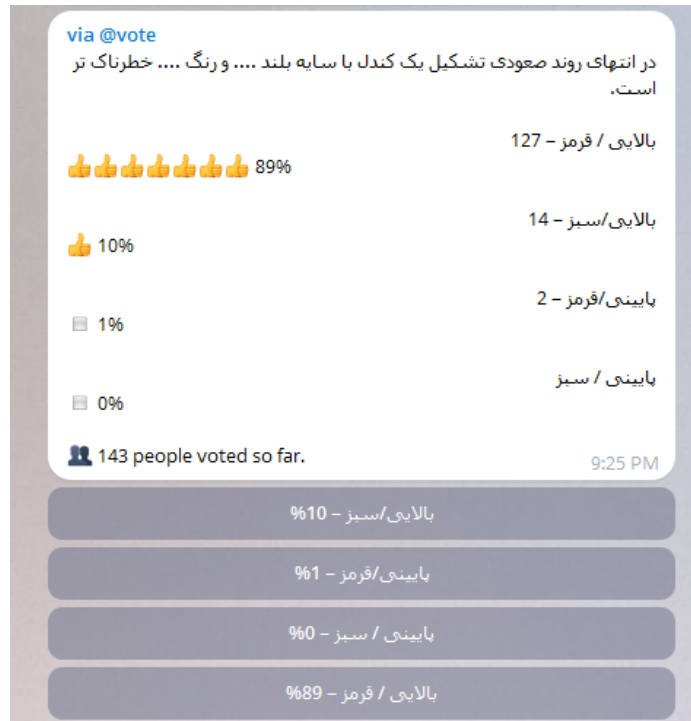 via @vote
در انتهای روند صعودی تشکیل یک کندل با سایه بلند .... و رنگ .... خطرناک تر
است.
بالایی / قرمز – 127
👍👍👍👍👍👍👍 89%
بالایی/سبز – 14
👍 10%
پایینی/قرمز – 2
▫️ 1%
پایینی / سبز
▫️ 0%
👥 143 people voted so far.
9:25 PM
بالایی/سبز – 10%
پایینی/قرمز – 1%
پایینی / سبز – 0%
بالایی / قرمز – 89%